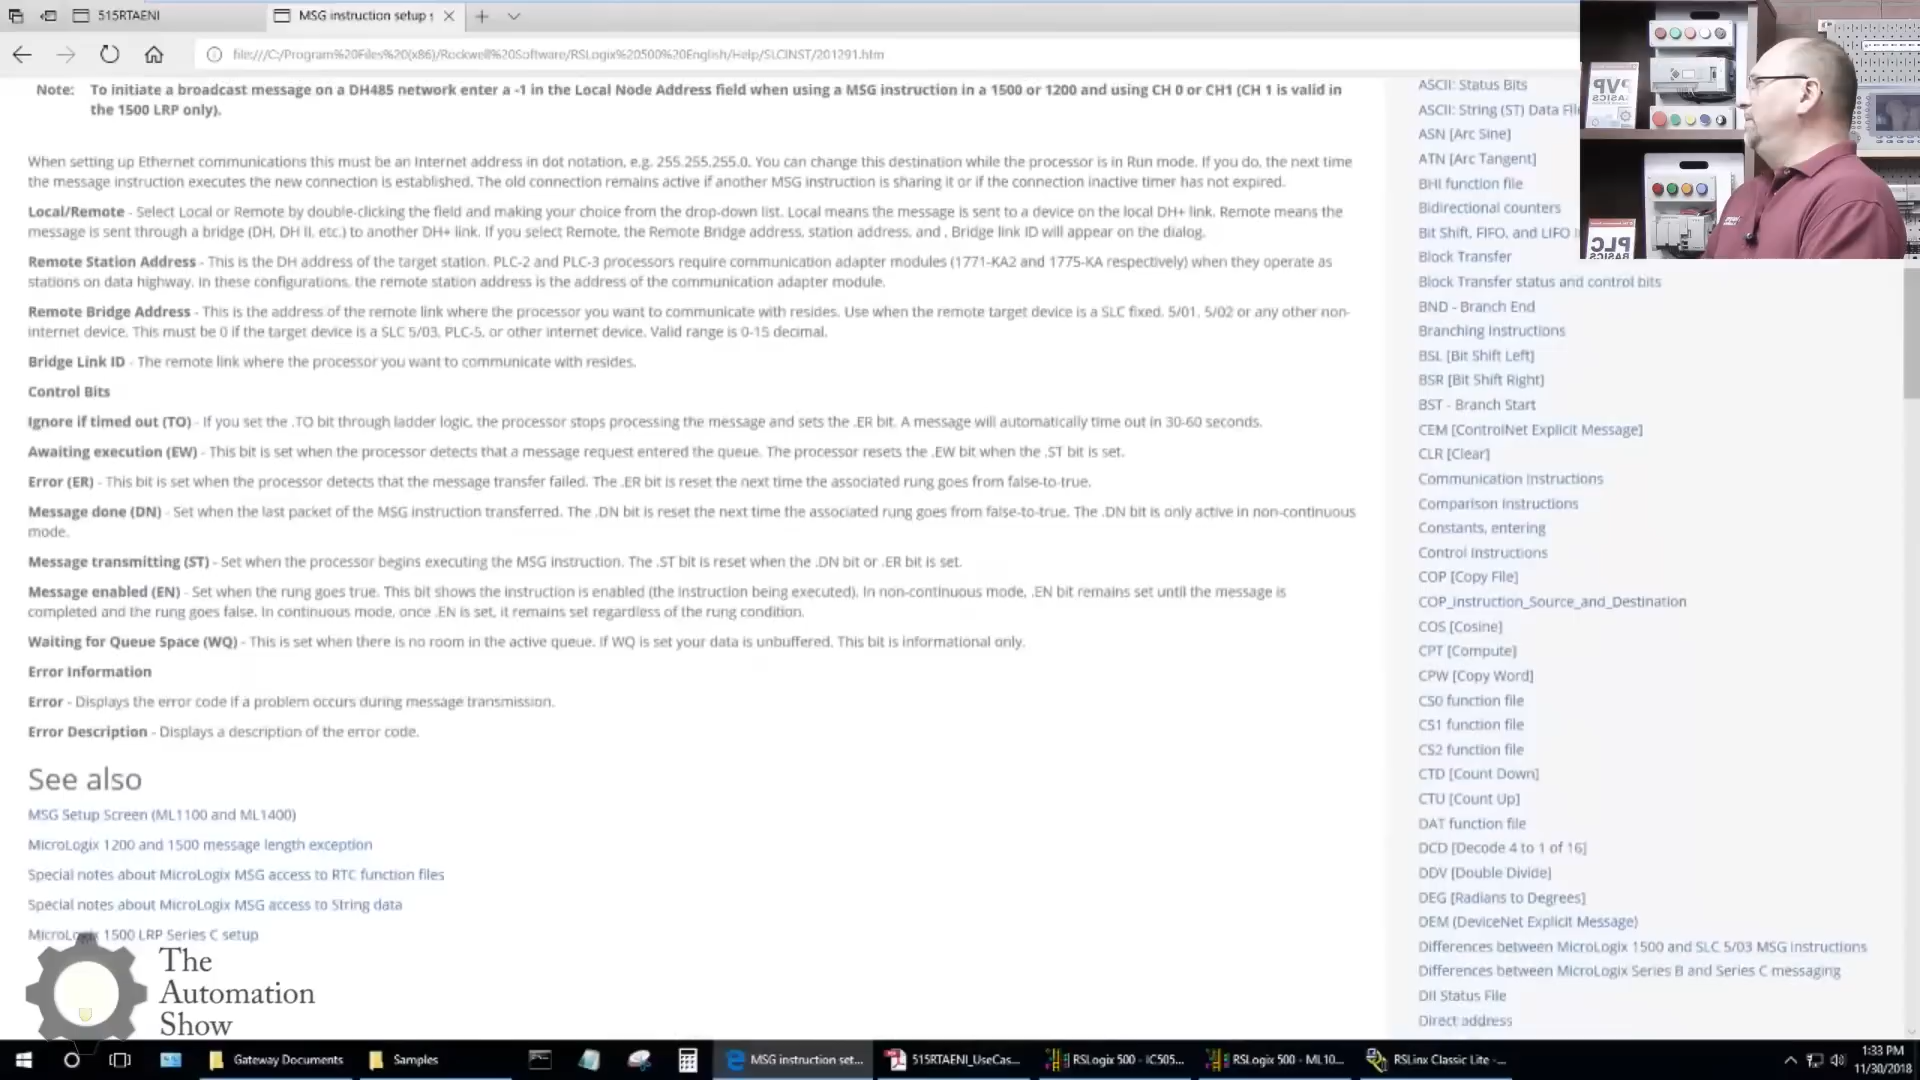 515RTAENI
MSG instruction setup s
file:///C:/Program%20Files%20(x86)/Rockwell%20Software/RSLogix%20500%20English/Help/SLCINST/201291.htm
Note: To initiate a broadcast message on a DH485 network enter a -1 in the Local Node Address field when using a MSG instruction in a 1500 or 1200 and using CH 0 or CH1 (CH 1 is valid in
the 1500 LRP only).
When setting up Ethernet communications this must be an Internet address in dot notation, e.g. 255.255.255.0. You can change this destination while the processor is in Run mode. If you do, the next time
the message instruction executes the new connection is established. The old connection remains active if another MSG instruction is sharing it or if the connection inactive timer has not expired.
Local/Remote - Select Local or Remote by double-clicking the field and making your choice from the drop-down list. Local means the message is sent to a device on the local DH+ link. Remote means the
message is sent through a bridge (DH, DH II, etc.) to another DH+ link. If you select Remote, the Remote Bridge address, station address, and , Bridge link ID will appear on the dialog.
Remote Station Address - This is the DH address of the target station. PLC-2 and PLC-3 processors require communication adapter modules (1771-KA2 and 1775-KA respectively) when they operate as
stations on data highway. In these configurations, the remote station address is the address of the communication adapter module.
Remote Bridge Address - This is the address of the remote link where the processor you want to communicate with resides. Use when the remote target device is a SLC fixed, 5/01, 5/02 or any other non-
internet device. This must be 0 if the target device is a SLC 5/03, PLC-5, or other internet device. Valid range is 0-15 decimal.
Bridge Link ID - The remote link where the processor you want to communicate with resides.
Control Bits
Ignore if timed out (TO) - If you set the .TO bit through ladder logic, the processor stops processing the message and sets the .ER bit. A message will automatically time out in 30-60 seconds.
Awaiting execution (EW) - This bit is set when the processor detects that a message request entered the queue. The processor resets the .EW bit when the .ST bit is set.
Error (ER) - This bit is set when the processor detects that the message transfer failed. The .ER bit is reset the next time the associated rung goes from false-to-true.
Message done (DN) - Set when the last packet of the MSG instruction transferred. The .DN bit is reset the next time the associated rung goes from false-to-true. The .DN bit is only active in non-continuous
mode.
Message transmitting (ST) - Set when the processor begins executing the MSG instruction. The .ST bit is reset when the .DN bit or .ER bit is set.
Message enabled (EN) - Set when the rung goes true. This bit shows the instruction is enabled (the instruction being executed). In non-continuous mode, .EN bit remains set until the message is
completed and the rung goes false. In continuous mode, once .EN is set, it remains set regardless of the rung condition.
Waiting for Queue Space (WQ) - This is set when there is no room in the active queue. If WQ is set your data is unbuffered. This bit is informational only.
Error Information
Error - Displays the error code if a problem occurs during message transmission.
Error Description - Displays a description of the error code.
See also
MSG Setup Screen (ML1100 and ML1400)
MicroLogix 1200 and 1500 message length exception
Special notes about MicroLogix MSG access to RTC function files
Special notes about MicroLogix MSG access to String data
MicroLogix 1500 LRP Series C setup
The
Automation
Show
ASCII: Status Bits
ASCII: String (ST) Data File
ASN [Arc Sine]
ATN [Arc Tangent]
BHI function file
Bidirectional counters
Bit Shift, FIFO, and LIFO I
Block Transfer
Block Transfer status and control bits
BND - Branch End
Branching Instructions
BSL [Bit Shift Left]
BSR [Bit Shift Right]
BST - Branch Start
CEM [ControlNet Explicit Message]
CLR [Clear]
Communication Instructions
Comparison Instructions
Constants, entering
Control Instructions
COP [Copy File]
COP_instruction_Source_and_Destination
COS [Cosine]
CPT [Compute]
CPW [Copy Word]
CS0 function file
CS1 function file
CS2 function file
CTD [Count Down]
CTU [Count Up]
DAT function file
DCD [Decode 4 to 1 of 16]
DDV [Double Divide]
DEG [Radians to Degrees]
DEM (DeviceNet Explicit Message)
Differences between MicroLogix 1500 and SLC 5/03 MSG Instructions
Differences between MicroLogix Series B and Series C messaging
DII Status File
Direct address
PVP
BASICS
PLC
BASICS
Gateway Documents
Samples
MSG instruction set...
515RTAENI_UseCas...
RSLogix 500 - IC505...
RSLogix 500 - ML10...
RSLinx Classic Lite -...
1:33 PM
11/30/2018